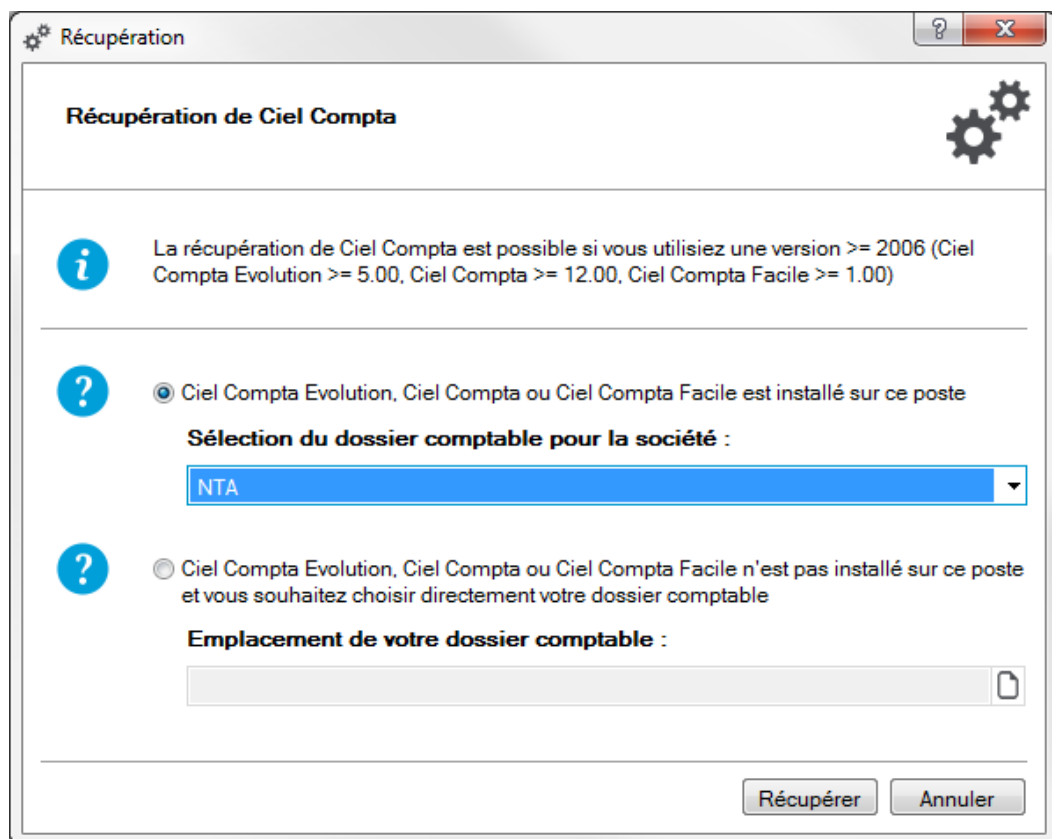 Récupération
Récupération de Ciel Compta
La récupération de Ciel Compta est possible si vous utilisiez une version >= 2006 (Ciel
Compta Evolution >= 5.00, Ciel Compta >= 12.00, Ciel Compta Facile >= 1.00)
Ciel Compta Evolution, Ciel Compta ou Ciel Compta Facile est installé sur ce poste
Sélection du dossier comptable pour la société :
NTA
Ciel Compta Evolution, Ciel Compta ou Ciel Compta Facile n'est pas installé sur ce poste
et vous souhaitez choisir directement votre dossier comptable
Emplacement de votre dossier comptable :
Récupérer
Annuler